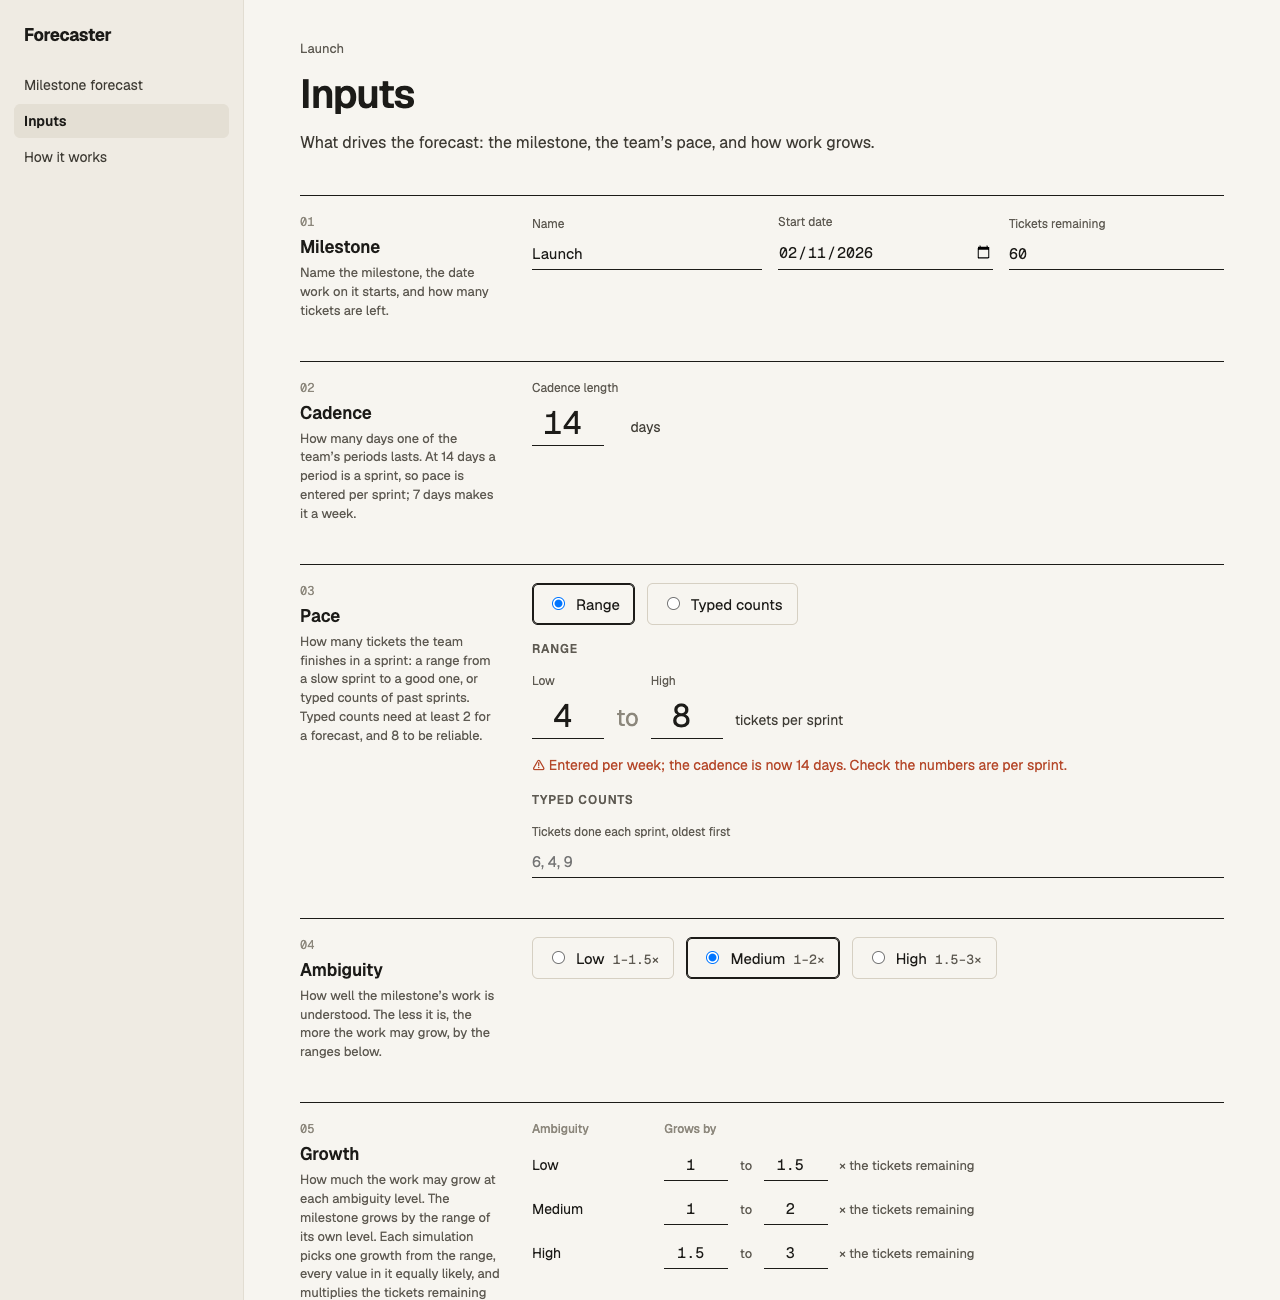 Forecaster
Milestone forecast
Inputs
How it works
Launch
Inputs
What drives the forecast: the milestone, the team’s pace, and how work grows.
01
Milestone
Name the milestone, the date
work on it starts, and how many
tickets are left.
Name
Launch
Start date
02/11/2026
Tickets remaining
60
02
Cadence
How many days one of the
team’s periods lasts. At 14 days a
period is a sprint, so pace is
entered per sprint; 7 days makes
it a week.
Cadence length
14 days
03
Pace
How many tickets the team
finishes in a sprint: a range from
a slow sprint to a good one, or
typed counts of past sprints.
Typed counts need at least 2 for
a forecast, and 8 to be reliable.
Range
Typed counts
RANGE
Low
High
4 to 8 tickets per sprint
⚠ Entered per week; the cadence is now 14 days. Check the numbers are per sprint.
TYPED COUNTS
Tickets done each sprint, oldest first
6, 4, 9
04
Ambiguity
How well the milestone’s work is
understood. The less it is, the
more the work may grow, by the
ranges below.
Low 1–1.5×
Medium 1–2×
High 1.5–3×
05
Growth
How much the work may grow at
each ambiguity level. The
milestone grows by the range of
its own level. Each simulation
picks one growth from the range,
every value in it equally likely, and
multiplies the tickets remaining
Ambiguity
Grows by
Low 1 to 1.5 × the tickets remaining
Medium 1 to 2 × the tickets remaining
High 1.5 to 3 × the tickets remaining